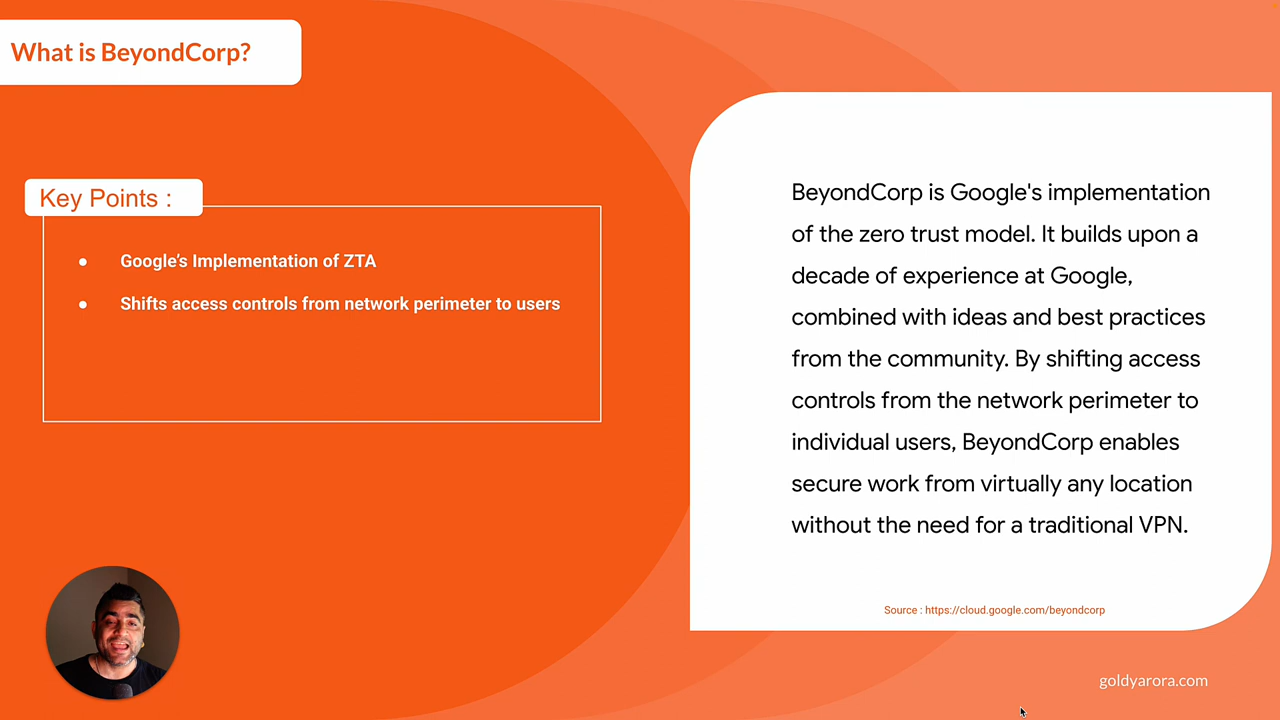 What is BeyondCorp?
Key Points :
● Google’s Implementation of ZTA
● Shifts access controls from network perimeter to users
BeyondCorp is Google's implementation
of the zero trust model. It builds upon a
decade of experience at Google,
combined with ideas and best practices
from the community. By shifting access
controls from the network perimeter to
individual users, BeyondCorp enables
secure work from virtually any location
without the need for a traditional VPN.
Source : https://cloud.google.com/beyondcorp
goldyarora.com